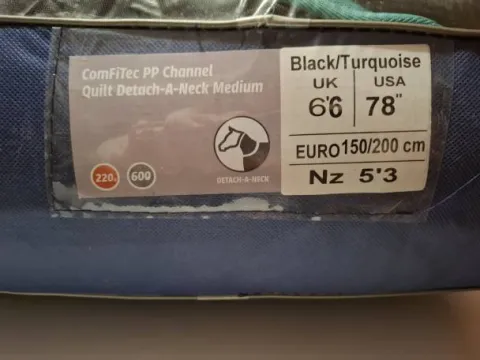 ComFiTec PP Channel
Quilt Detach-A-Neck Medium
220g
600
DETACH-A-NECK
Black/Turquoise
UK USA
6'6 78"
EURO 150/200 cm
Nz 5'3